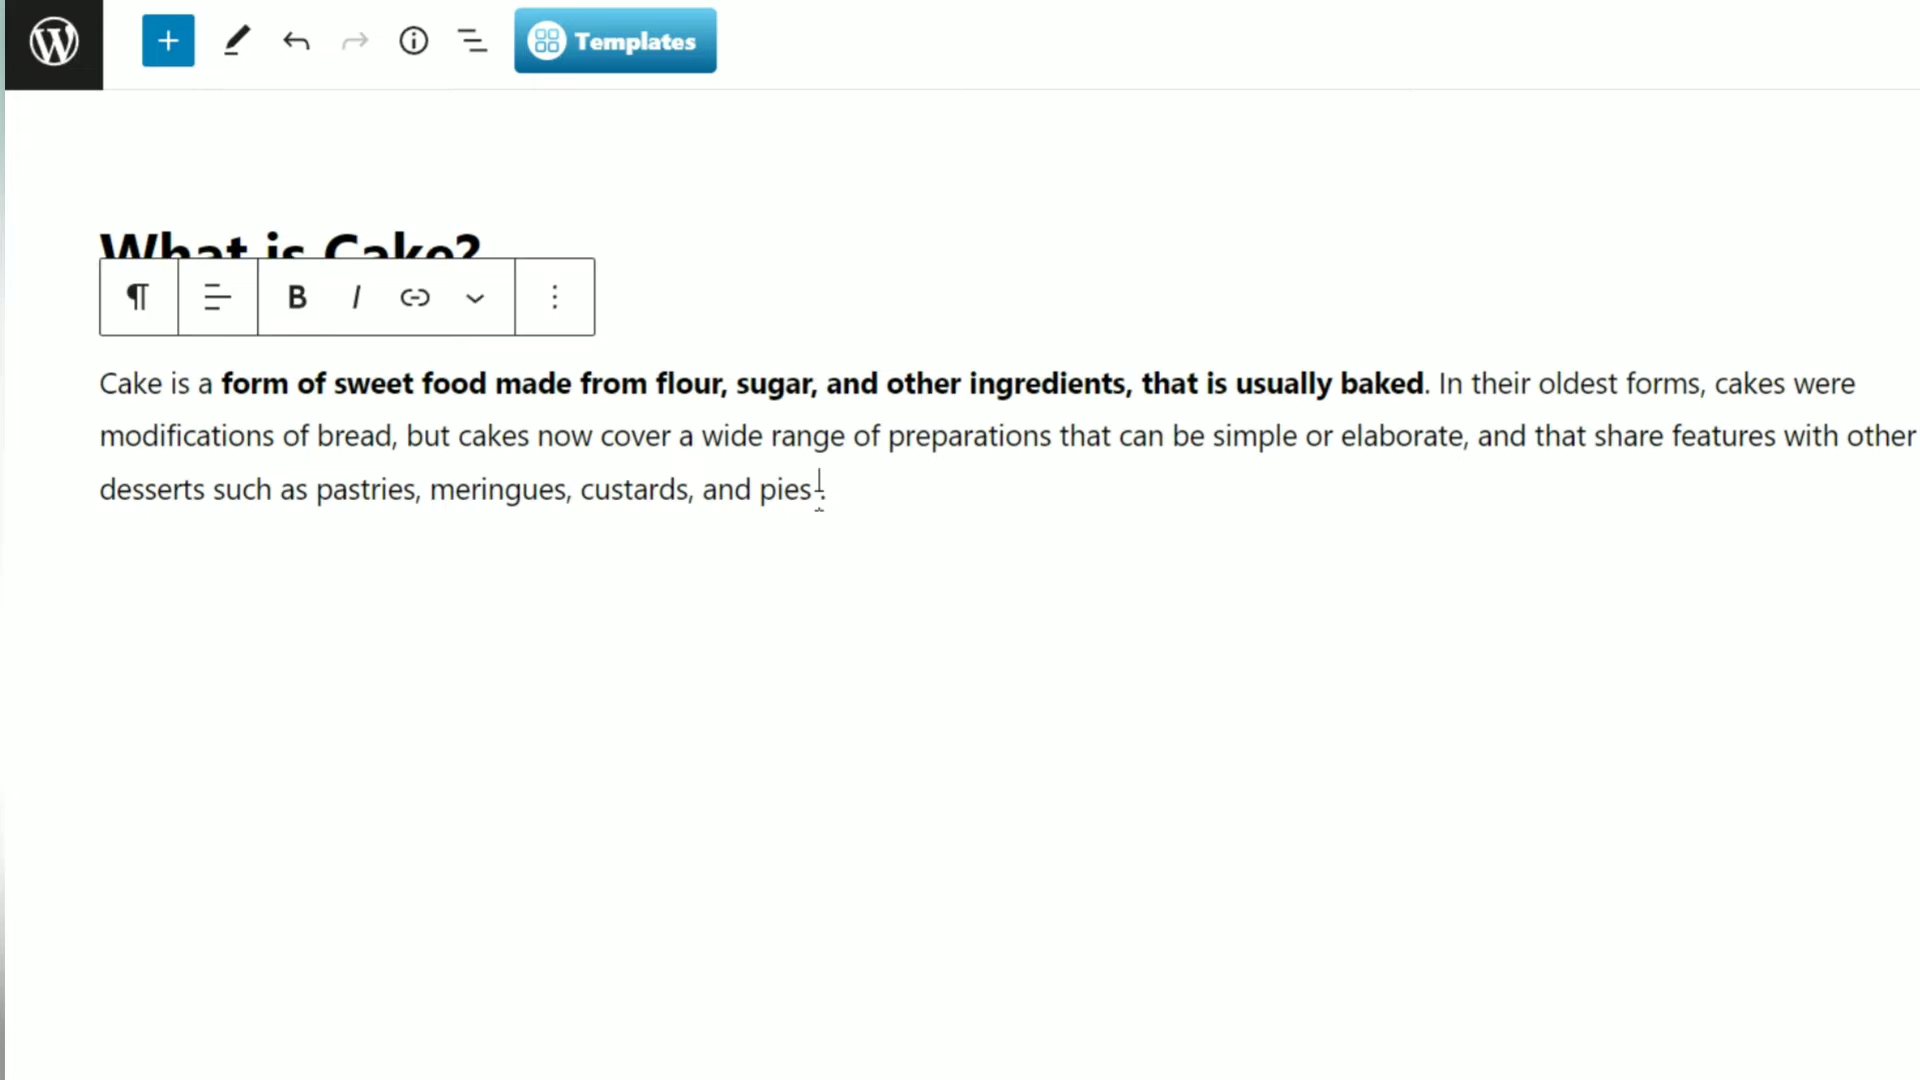 Templates
What is Cake?
B I
Cake is a form of sweet food made from flour, sugar, and other ingredients, that is usually baked. In their oldest forms, cakes were
modifications of bread, but cakes now cover a wide range of preparations that can be simple or elaborate, and that share features with other
desserts such as pastries, meringues, custards, and pies.